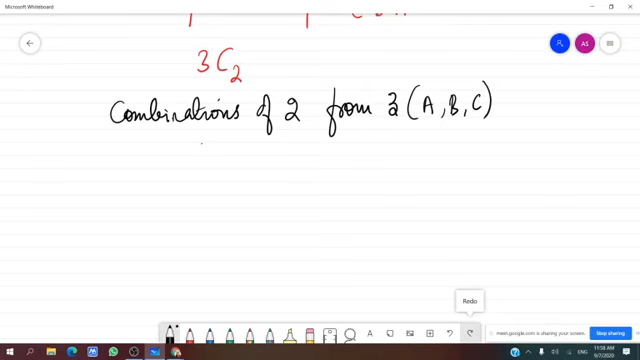 Microsoft Whiteboard
AS
3C2
Combinations of 2 from 3 (A, B, C)
Redo
meet.google.com is sharing your screen.
Stop sharing
ENG
11:58 AM
9/7/2020